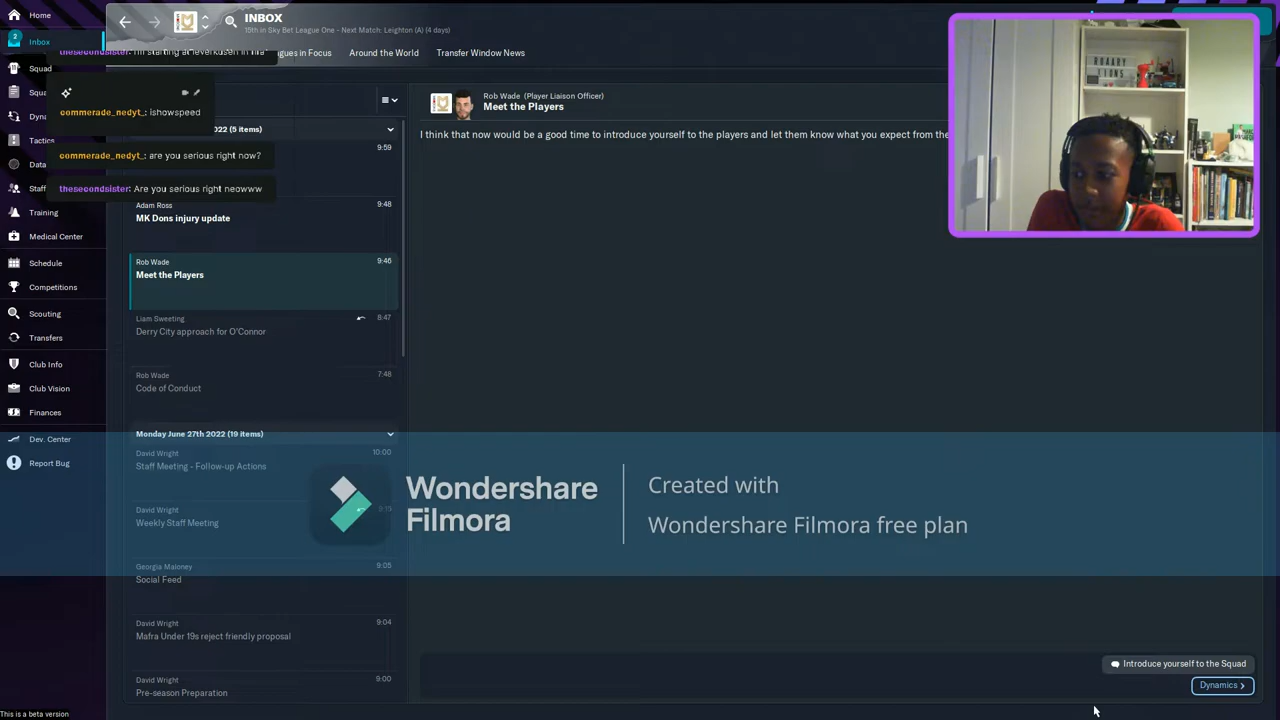 Home
INBOX
19th in Sky Bet League One - Next Match: Leighton (A) (4 days)
2
Inbox
thesecondsister: I'm starting at leverkusen in
in Focus
Around the World
Transfer Window News
Squad
commerade_nedyt_: ishowspeed
2022 (5 items)
commerade_nedyt_: are you serious right now?
thesecondsister: Are you serious right neowww
Rob Wade (Player Liaison Officer)
Meet the Players
I think that now would be a good time to introduce yourself to the players and let them know what you expect from
Tactics
Data
Staff
Training
Medical Center
Schedule
Competitions
Scouting
Transfers
Club Info
Club Vision
Finances
Dev. Center
Report Bug
9:59
Adam Ross
9:48
MK Dons injury update
Rob Wade
9:46
Meet the Players
Liam Sweeting
8:47
Derry City approach for O'Connor
Rob Wade
7:48
Code of Conduct
Monday June 27th 2022 (19 items)
David Wright
10:00
Staff Meeting - Follow-up Actions
David Wright
Weekly Staff Meeting
Georgia Maloney
9:05
Social Feed
David Wright
9:04
Mafra Under 19s reject friendly proposal
David Wright
9:00
Pre-season Preparation
Wondershare
Filmora
Created with
Wondershare Filmora free plan
Introduce yourself to the Squad
Dynamics
This is a beta version